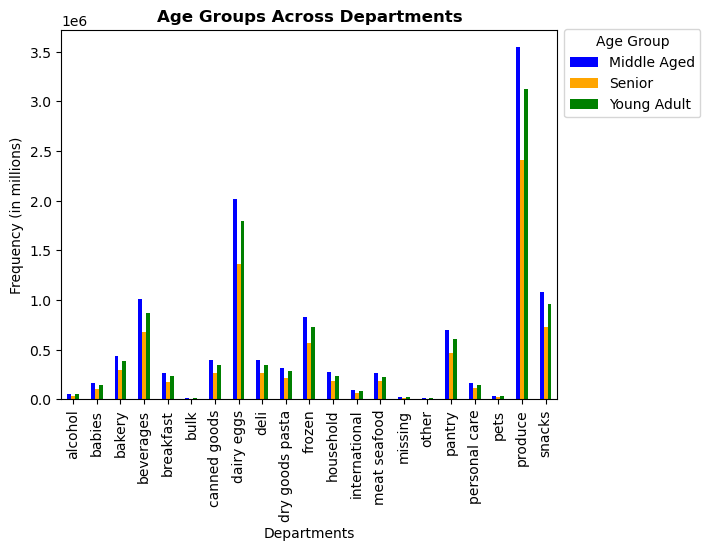 Age Groups Across Departments
1e6
3.5
3.0
2.5
2.0
1.5
1.0
0.5
0.0
Frequency (in millions)
alcohol
babies
bakery
beverages
breakfast
bulk
canned goods
dairy eggs
deli
dry goods pasta
frozen
household
international
meat seafood
missing
other
pantry
personal care
pets
produce
snacks
Departments
Age Group
Middle Aged
Senior
Young Adult